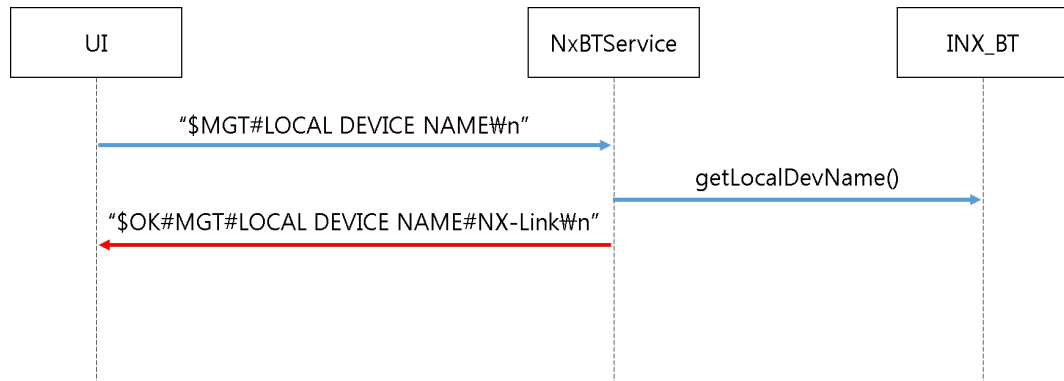 UI
NxBTService
INX_BT
“$MGT#LOCAL DEVICE NAME₩n”
getLocalDevName()
“$OK#MGT#LOCAL DEVICE NAME#NX-Link₩n”